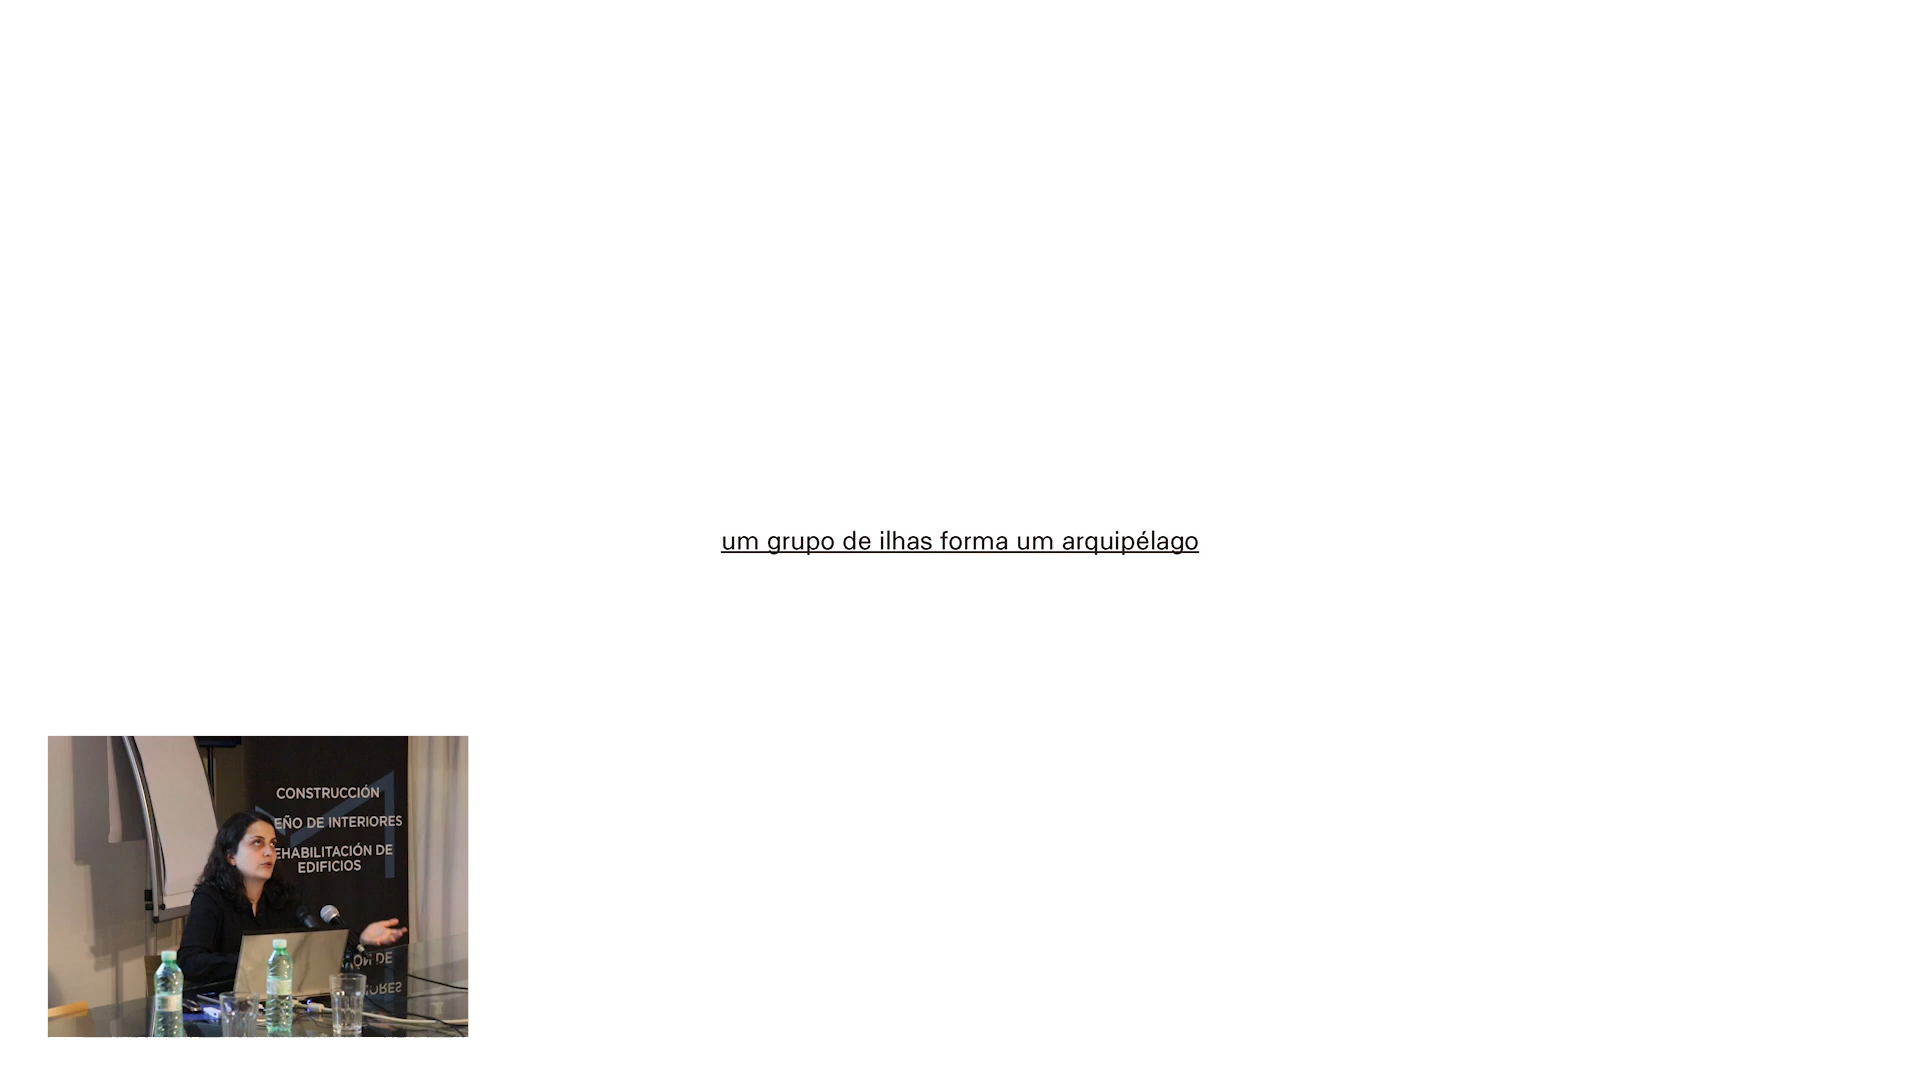 um grupo de ilhas forma um arquipélago
CONSTRUCCIÓN
EÑO DE INTERIORES
EHABILITACIÓN DE
EDIFICIOS